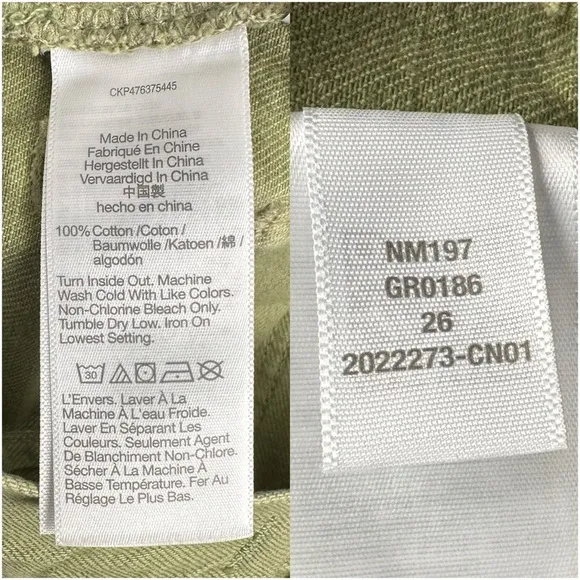 CKP476375445
Made In China
Fabriqué En Chine
Hergestellt In China
Vervaardigd In China
中国製
hecho en china
100% Cotton /Coton/
Baumwolle /Katoen /綿 /
algodón
Turn Inside Out. Machine
Wash Cold With Like Colors.
Non-Chlorine Bleach Only.
Tumble Dry Low. Iron On
Lowest Setting.
30
L'Envers. Laver À La
Machine À L'eau Froide.
Laver En Séparant Les
Couleurs. Seulement Agent
De Blanchiment Non-Chlore.
Sécher À La Machine À
Basse Température. Fer Au
Réglage Le Plus Bas.
NM197
GR0186
26
2022273-CN01